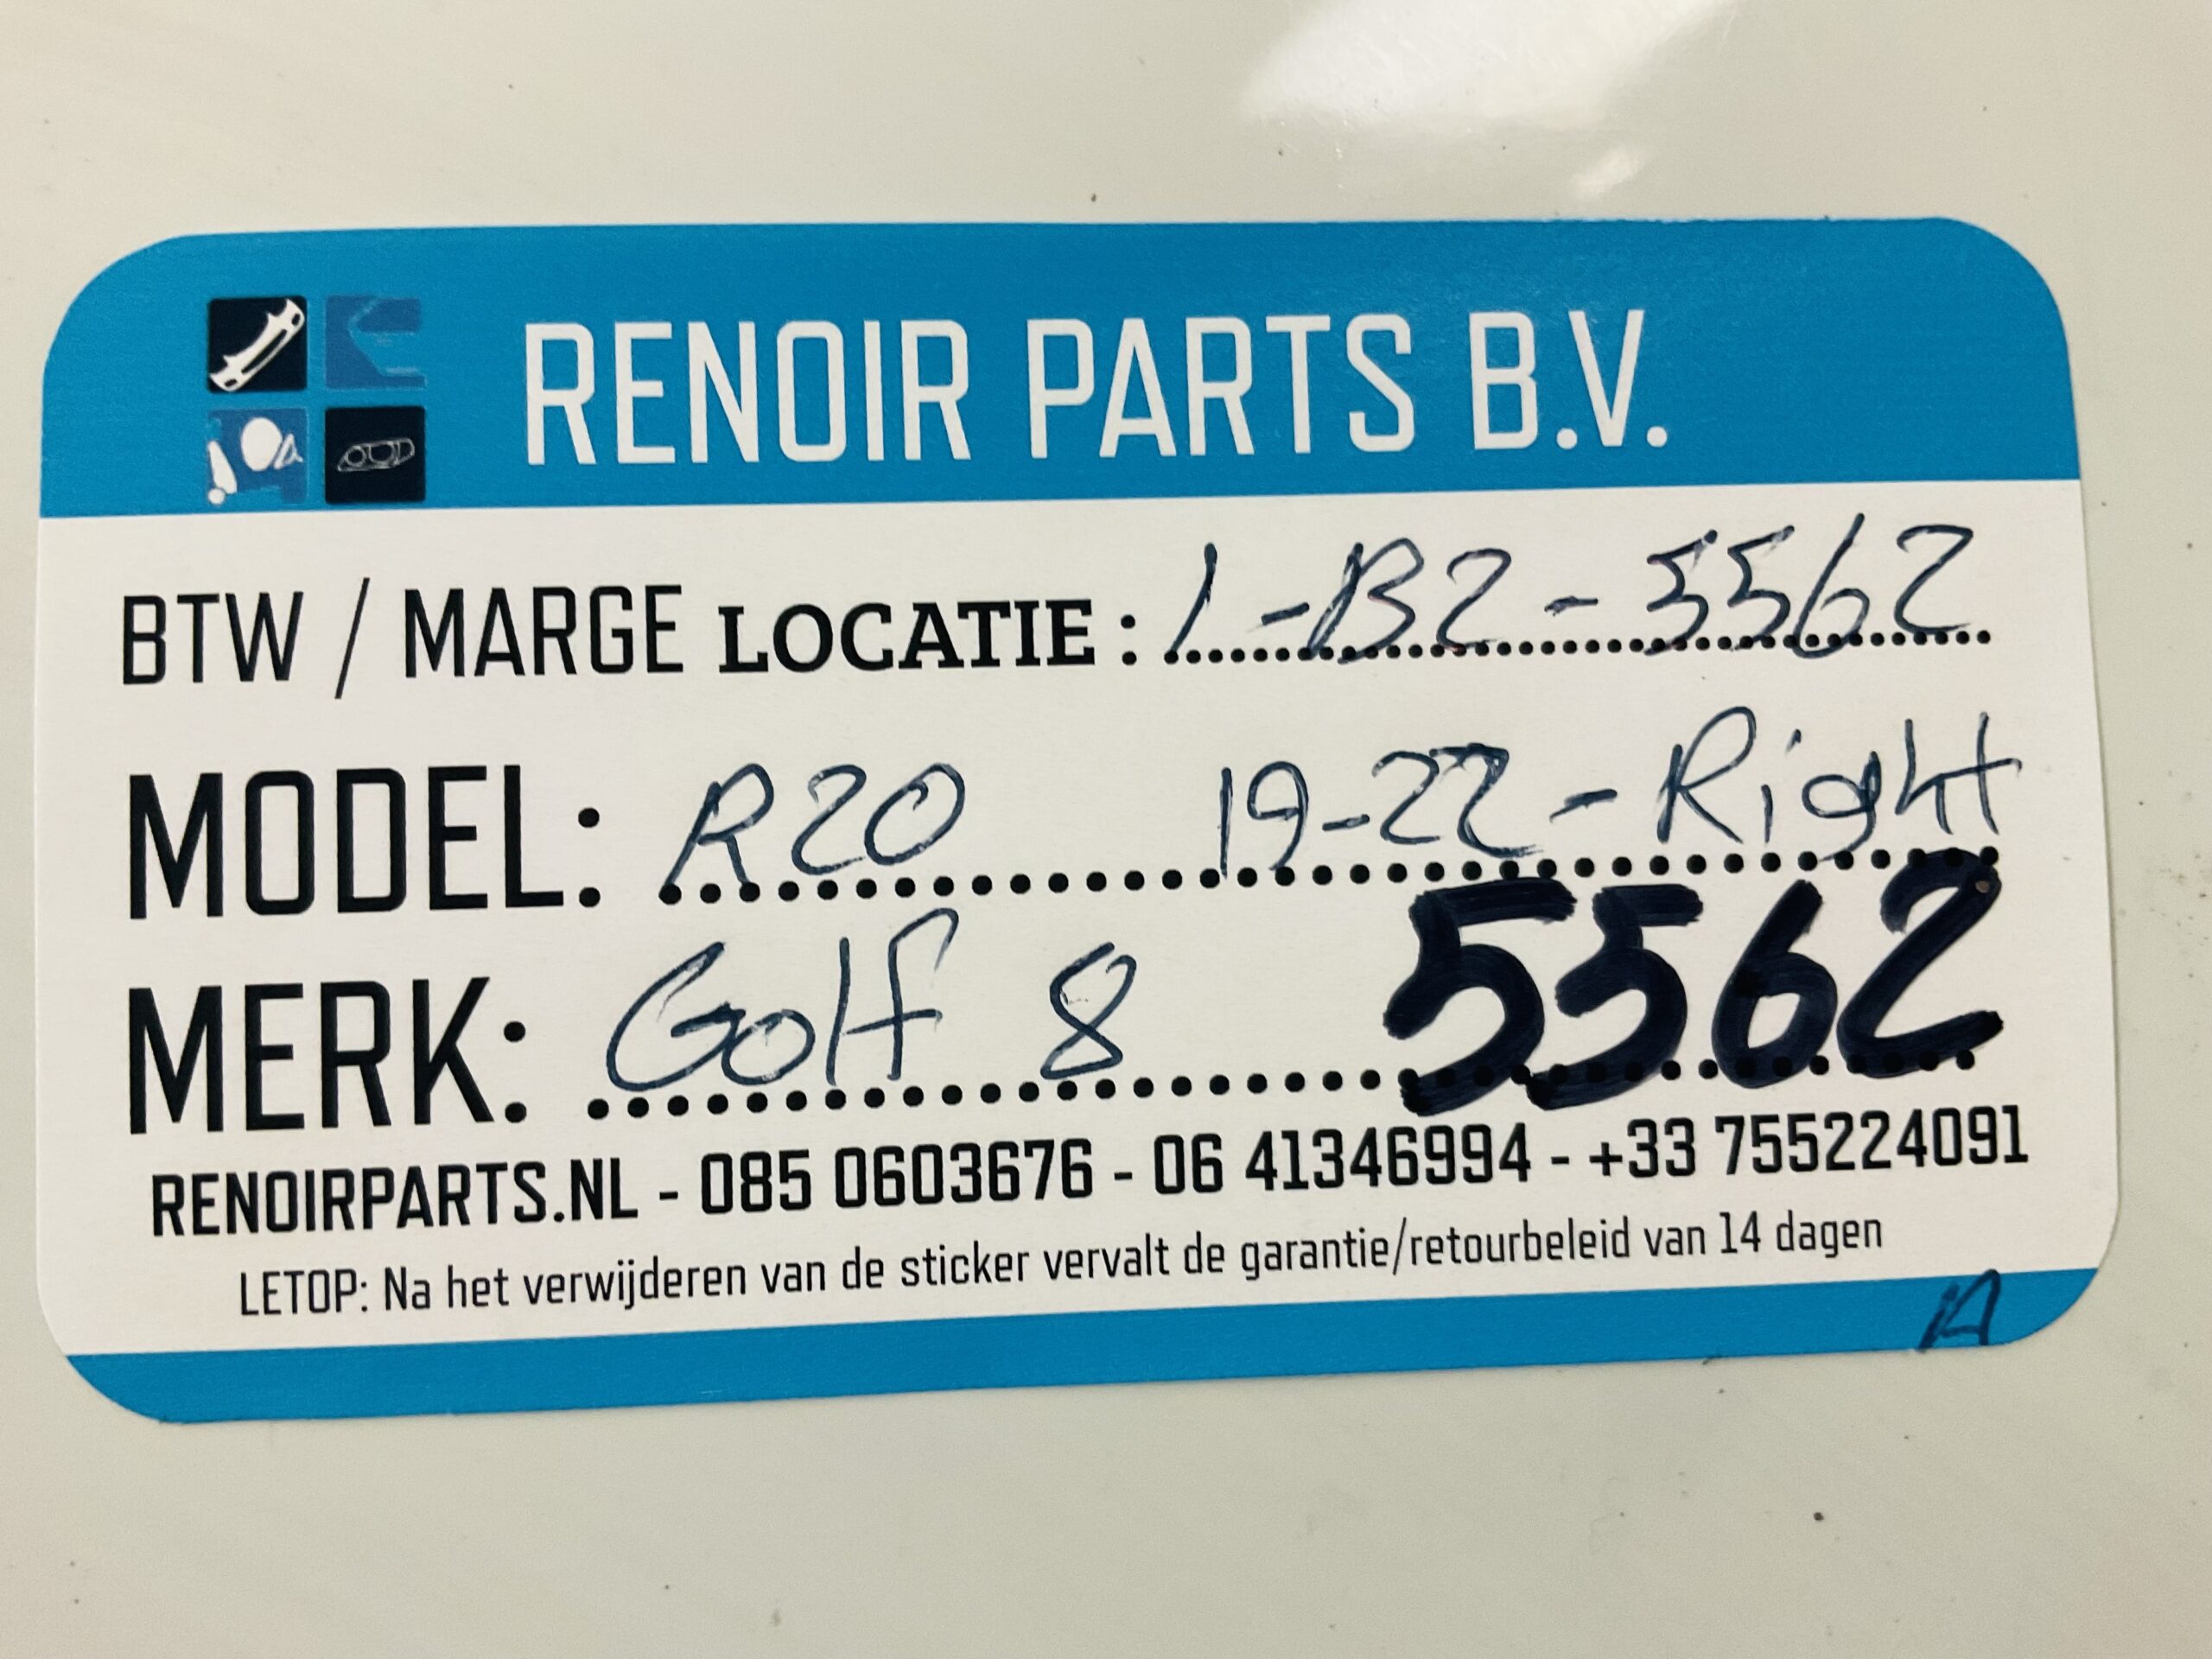 RENOIR PARTS B.V.
BTW / MARGE LOCATIE : L-B2-5562
MODEL: R20 19-22-Right
MERK: Golf 8 5562
RENOIRPARTS.NL - 085 0603676 - 06 41346994 - +33 755224091
LETOP: Na het verwijderen van de sticker vervalt de garantie/retourbeleid van 14 dagen